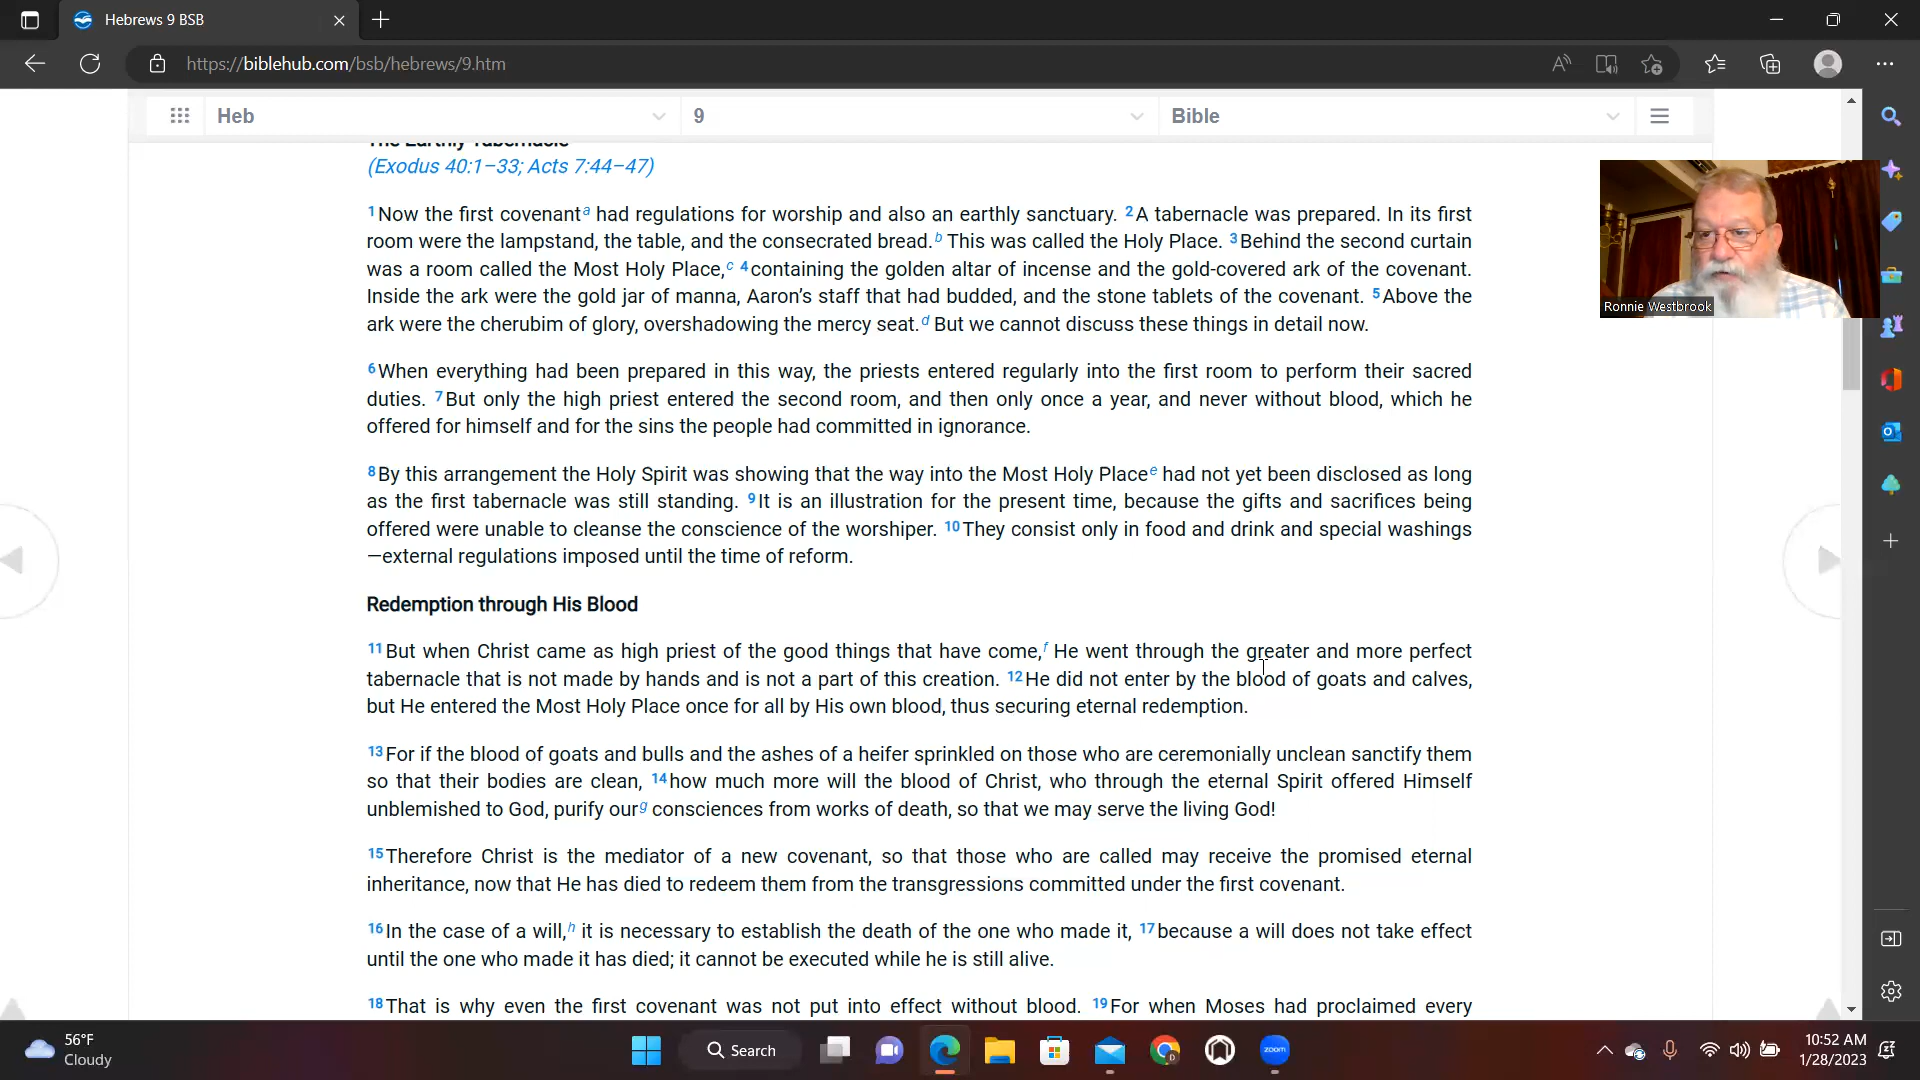 Hebrews 9 BSB
https://biblehub.com/bsb/hebrews/9.htm
Heb
9
Bible
The Earthly Tabernacle
(Exodus 40:1–33; Acts 7:44–47)
1Now the first covenanta had regulations for worship and also an earthly sanctuary. 2A tabernacle was prepared. In its first
room were the lampstand, the table, and the consecrated bread.b This was called the Holy Place. 3Behind the second curtain
was a room called the Most Holy Place,c 4containing the golden altar of incense and the gold-covered ark of the covenant.
Inside the ark were the gold jar of manna, Aaron’s staff that had budded, and the stone tablets of the covenant. 5Above the
ark were the cherubim of glory, overshadowing the mercy seat.d But we cannot discuss these things in detail now.
6When everything had been prepared in this way, the priests entered regularly into the first room to perform their sacred
duties. 7But only the high priest entered the second room, and then only once a year, and never without blood, which he
offered for himself and for the sins the people had committed in ignorance.
8By this arrangement the Holy Spirit was showing that the way into the Most Holy Placee had not yet been disclosed as long
as the first tabernacle was still standing. 9It is an illustration for the present time, because the gifts and sacrifices being
offered were unable to cleanse the conscience of the worshiper. 10They consist only in food and drink and special washings
—external regulations imposed until the time of reform.
Redemption through His Blood
11But when Christ came as high priest of the good things that have come,f He went through the greater and more perfect
tabernacle that is not made by hands and is not a part of this creation. 12He did not enter by the blood of goats and calves,
but He entered the Most Holy Place once for all by His own blood, thus securing eternal redemption.
13For if the blood of goats and bulls and the ashes of a heifer sprinkled on those who are ceremonially unclean sanctify them
so that their bodies are clean, 14how much more will the blood of Christ, who through the eternal Spirit offered Himself
unblemished to God, purify ourg consciences from works of death, so that we may serve the living God!
15Therefore Christ is the mediator of a new covenant, so that those who are called may receive the promised eternal
inheritance, now that He has died to redeem them from the transgressions committed under the first covenant.
16In the case of a will,h it is necessary to establish the death of the one who made it, 17because a will does not take effect
until the one who made it has died; it cannot be executed while he is still alive.
18That is why even the first covenant was not put into effect without blood. 19For when Moses had proclaimed every
Ronnie Westbrook
56°F
Cloudy
Search
zoom
10:52 AM
1/28/2023